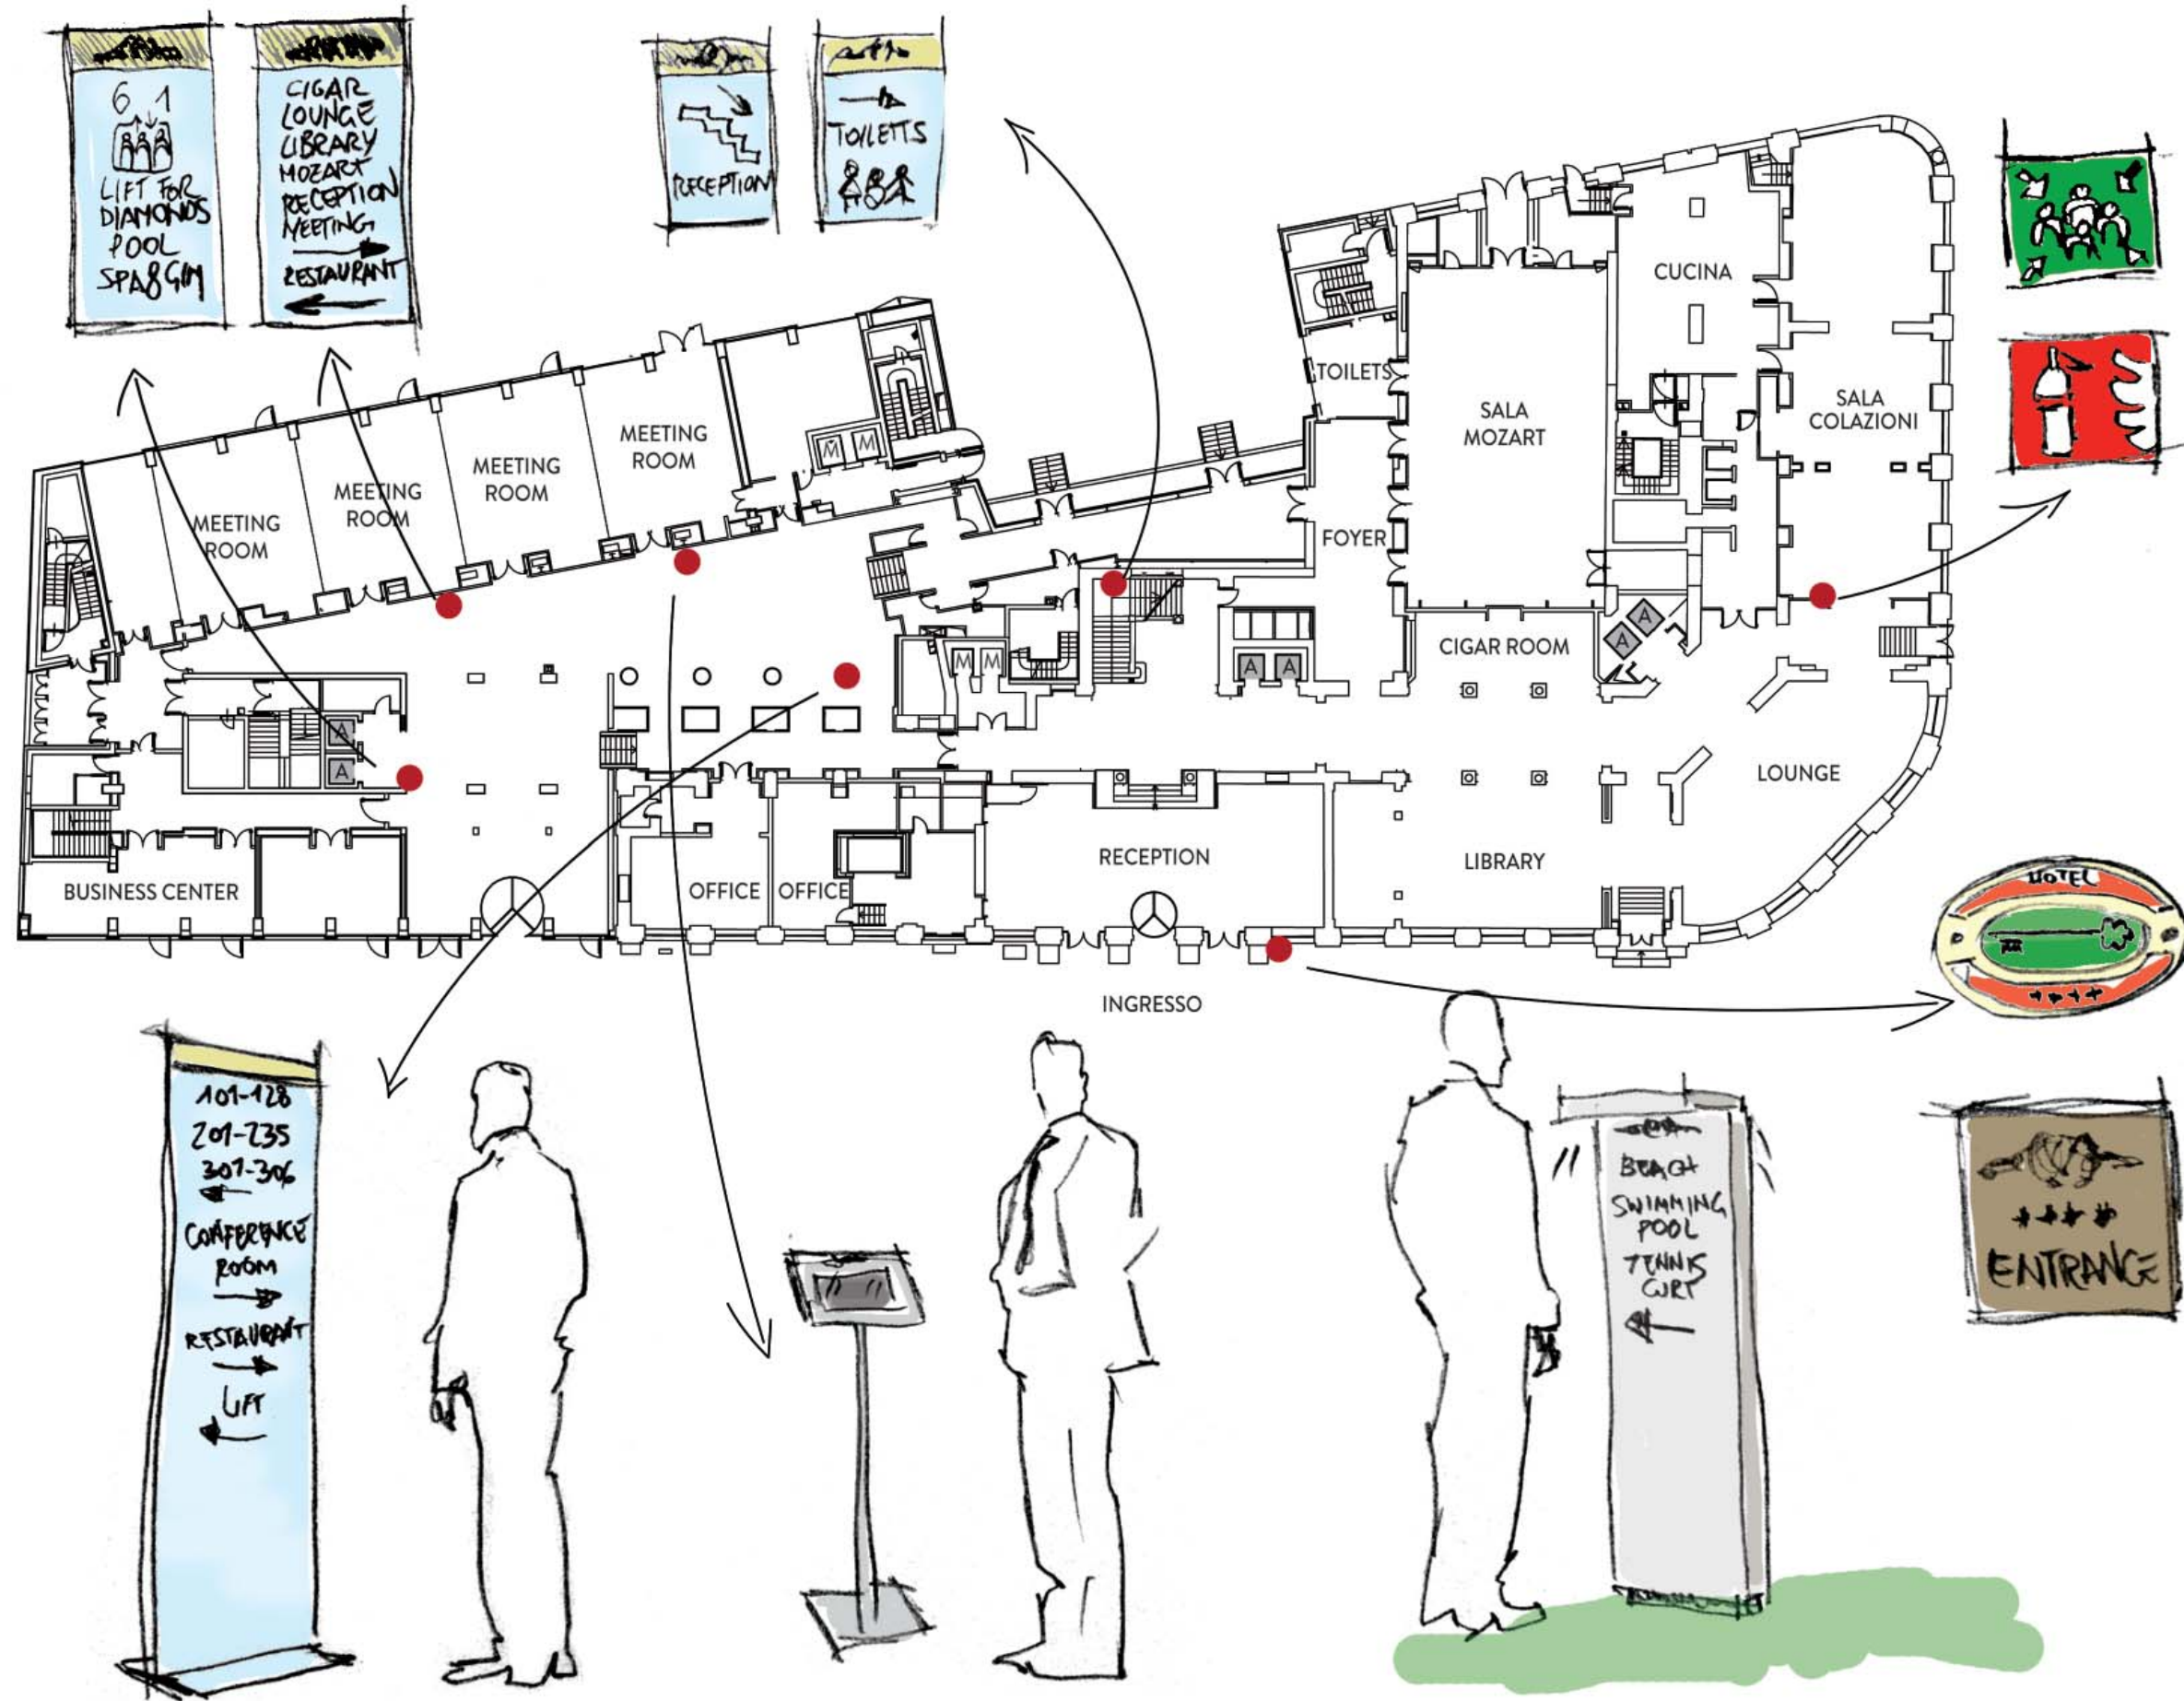 6 1
LIFT FOR
DIAMONDS
POOL
SPA&GIM
CIGAR
LOUNGE
LIBRARY
MOZART
RECEPTION
MEETING
RESTAURANT
RECEPTION
TOILETTS
MEETING
ROOM
MEETING
ROOM
MEETING
ROOM
MEETING
ROOM
M M
TOILETS
SALA
MOZART
CUCINA
SALA
COLAZIONI
FOYER
CIGAR ROOM
A A
M M
A A
A
A
LOUNGE
BUSINESS CENTER
OFFICE
OFFICE
RECEPTION
LIBRARY
INGRESSO
HOTEL
101-128
201-235
301-306
CONFERENCE
ROOM
RESTAURANT
LIFT
BEACH
SWIMMING
POOL
TENNIS
CURT
ENTRANCE